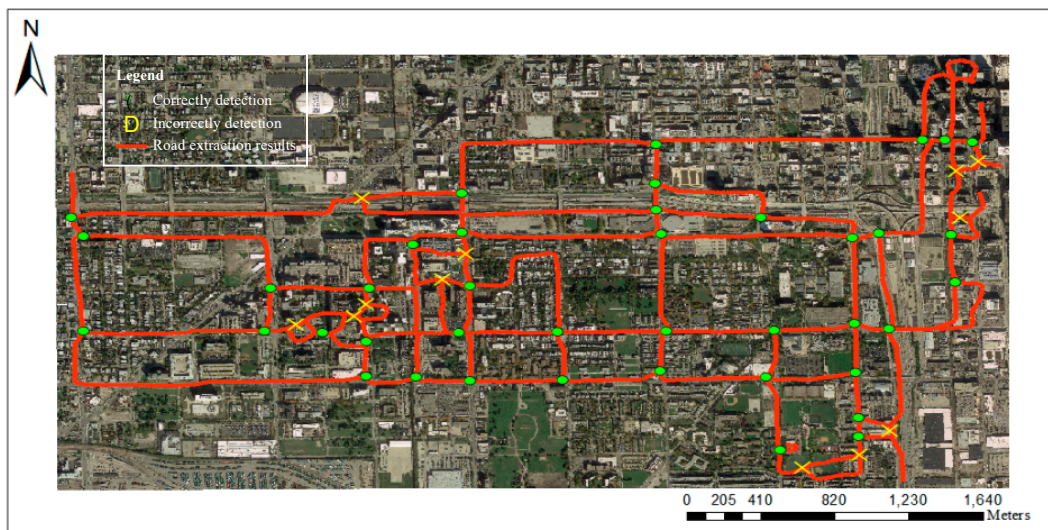 N
Legend
( Correctly detection
D Incorrectly detection
Road extraction results
0 205 410 820 1,230 1,640
Meters